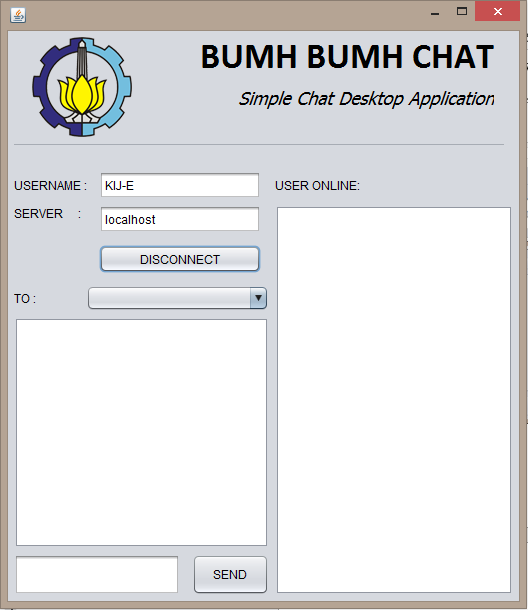 BUMH BUMH CHAT
Simple Chat Desktop Application
USERNAME : KIJ-E
USER ONLINE:
SERVER : localhost
DISCONNECT
TO :
SEND